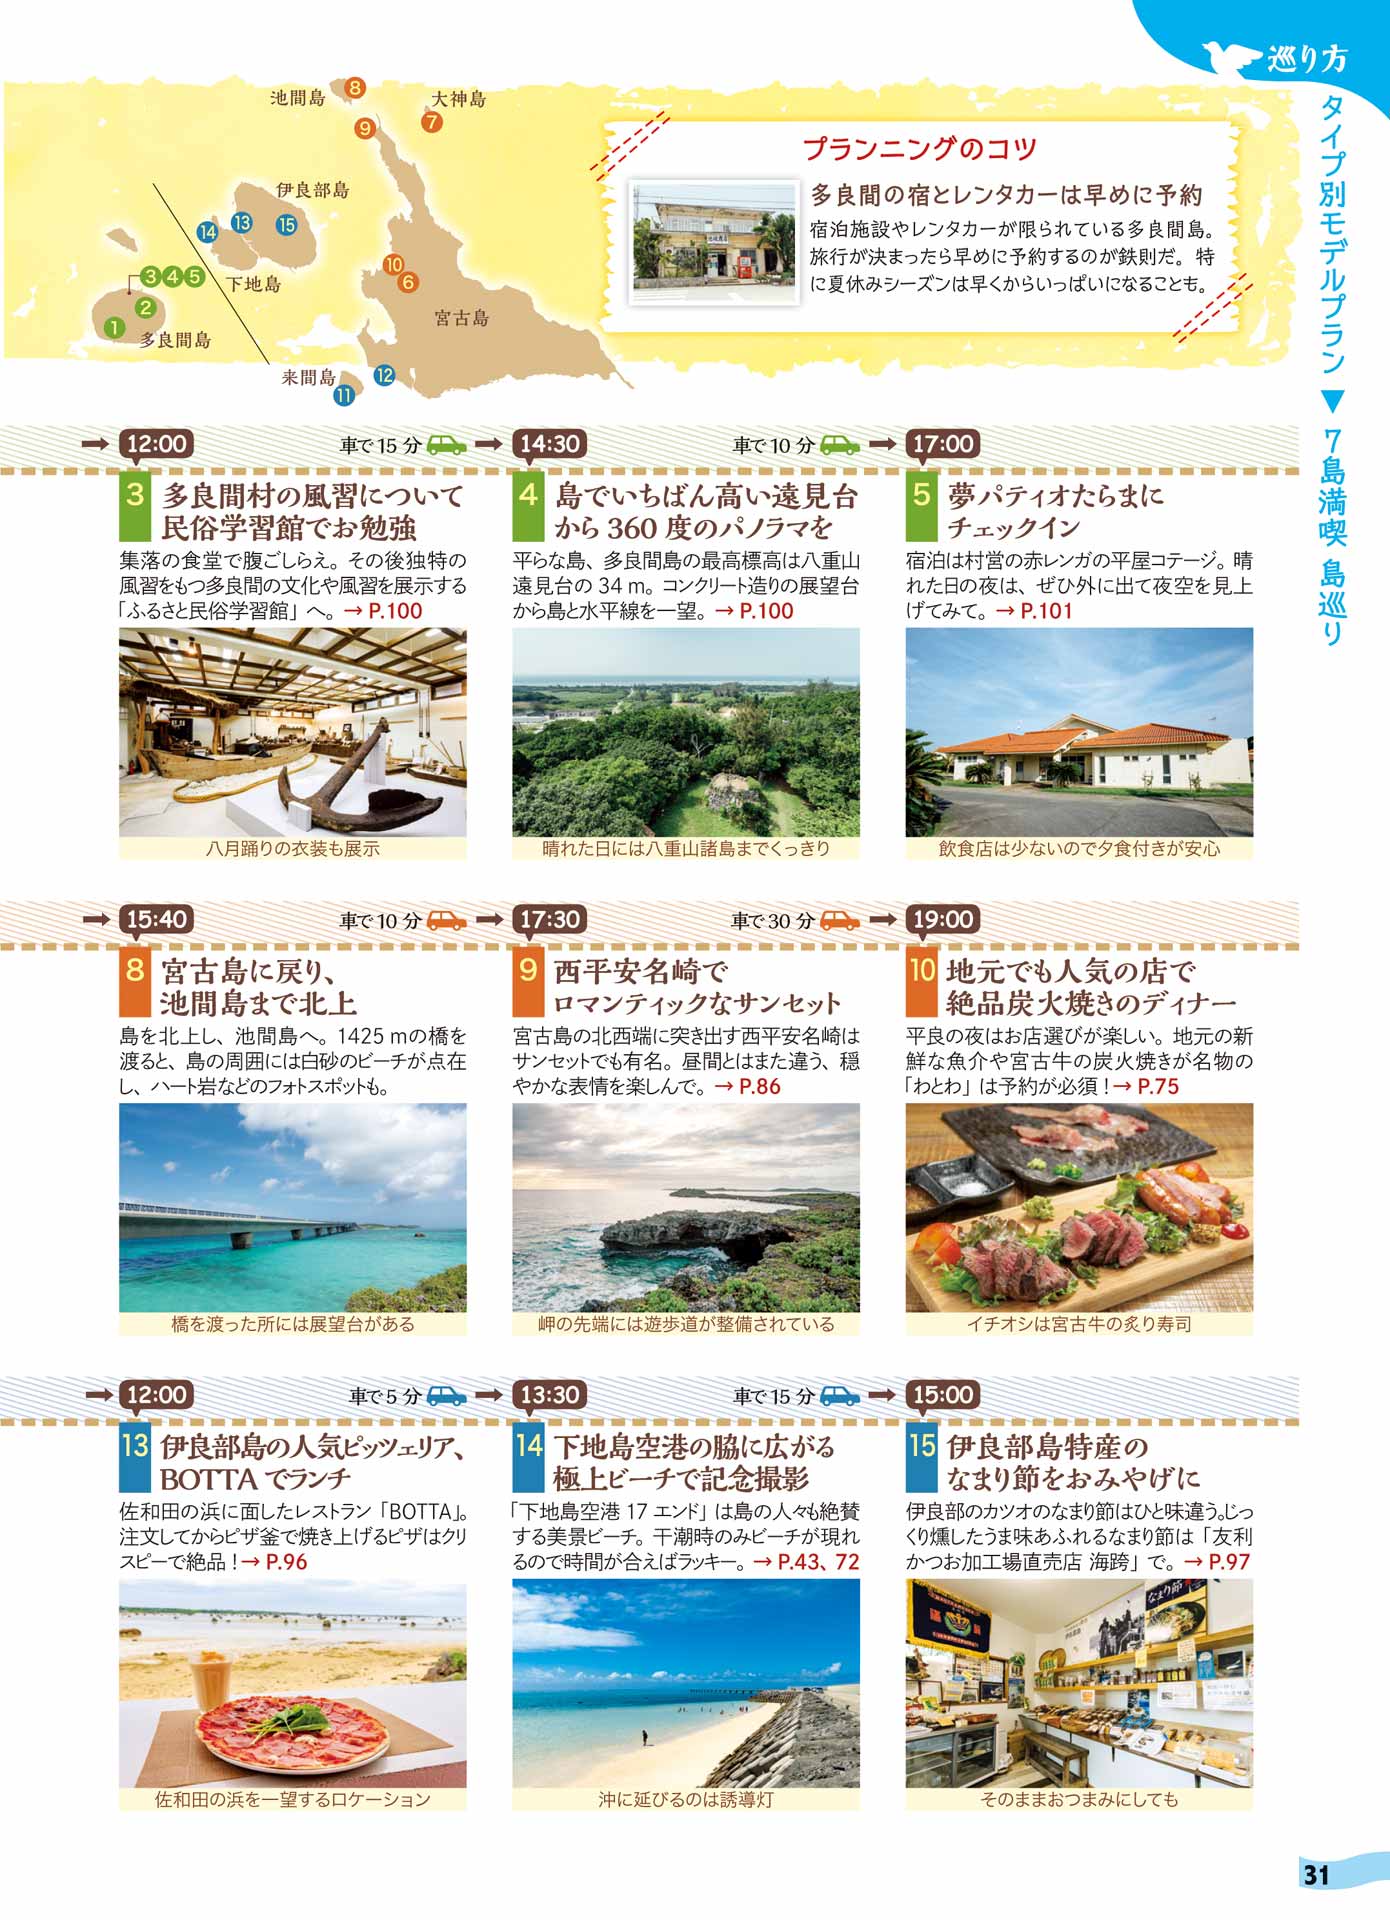 巡り方
タイプ別モデルプラン▼7島満喫 島巡り
池間島
8
大神島
7
9
伊良部島
14
13
15
下地島
3 4 5
2
1
多良間島
10
6
宮古島
来間島
11
12
プランニングのコツ
多良間の宿とレンタカーは早めに予約
宿泊施設やレンタカーが限られている多良間島。
旅行が決まったら早めに予約するのが鉄則だ。特
に夏休みシーズンは早くからいっぱいになることも。
→ 12:00 車で15分
3 多良間村の風習について
民俗学習館でお勉強
集落の食堂で腹ごしらえ。その後独特の
風習をもつ多良間の文化や風習を展示する
「ふるさと民俗学習館」へ。→ P.100
八月踊りの衣装も展示
→ 14:30 車で10分
4 島でいちばん高い遠見台
から360度のパノラマを
平らな島、多良間島の最高標高は八重山
遠見台の34 m。コンクリート造りの展望台
から島と水平線を一望。→ P.100
晴れた日には八重山諸島までくっきり
→ 17:00
5 夢パティオたらまに
チェックイン
宿泊は村営の赤レンガの平屋コテージ。晴
れた日の夜は、ぜひ外に出て夜空を見上
げてみて。→ P.101
飲食店は少ないので夕食付きが安心
→ 15:40 車で10分
8 宮古島に戻り、
池間島まで北上
島を北上し、池間島へ。1425 mの橋を
渡ると、島の周囲には白砂のビーチが点在
し、ハート岩などのフォトスポットも。
橋を渡った所には展望台がある
→ 17:30 車で30分
9 西平安名崎で
ロマンティックなサンセット
宮古島の北西端に突き出す西平安名崎は
サンセットでも有名。昼間とはまた違う、穏
やかな表情を楽しんで。→ P.86
岬の先端には遊歩道が整備されている
→ 19:00
10 地元でも人気の店で
絶品炭火焼きのディナー
平良の夜はお店選びが楽しい。地元の新
鮮な魚介や宮古牛の炭火焼きが名物の
「わとわ」は予約が必須！→ P.75
イチオシは宮古牛の炙り寿司
→ 12:00 車で5分
13 伊良部島の人気ピッツェリア、
BOTTAでランチ
佐和田の浜に面したレストラン「BOTTA」。
注文してからピザ釜で焼き上げるピザはクリ
スピーで絶品！→ P.96
佐和田の浜を一望するロケーション
→ 13:30 車で15分
14 下地島空港の脇に広がる
極上ビーチで記念撮影
「下地島空港17エンド」は島の人々も絶賛
する美景ビーチ。干潮時のみビーチが現れ
るので時間が合えばラッキー。→ P.43、72
沖に延びるのは誘導灯
→ 15:00
15 伊良部島特産の
なまり節をおみやげに
伊良部のカツオのなまり節はひと味違う。じっ
くり燻したうま味あふれるなまり節は「友利
かつお加工場直売店 海跨」で。→ P.97
なまり節
そのままおつまみにしても
31